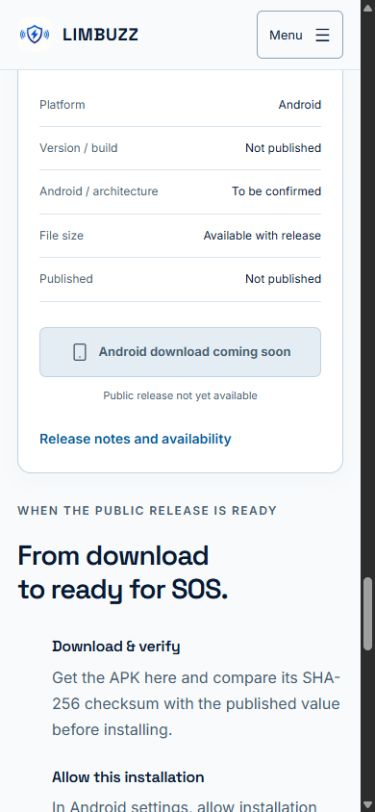 LIMBUZZ
Menu
Platform Android
Version / build Not published
Android / architecture To be confirmed
File size Available with release
Published Not published
Android download coming soon
Public release not yet available
Release notes and availability
WHEN THE PUBLIC RELEASE IS READY
From download
to ready for SOS.
Download & verify
Get the APK here and compare its SHA-
256 checksum with the published value
before installing.
Allow this installation
In Android settings, allow installation